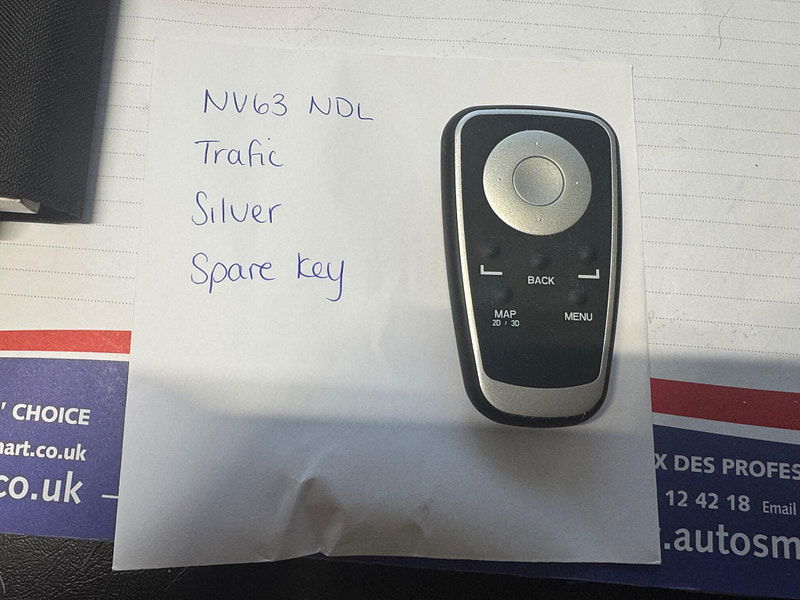 NV63 NDL
Trafic
Silver
Spare key
BACK
MAP
2D / 3D
MENU
' CHOICE
art.co.uk
co.uk
X DES PROFES
12 42 18 Email
.autosm